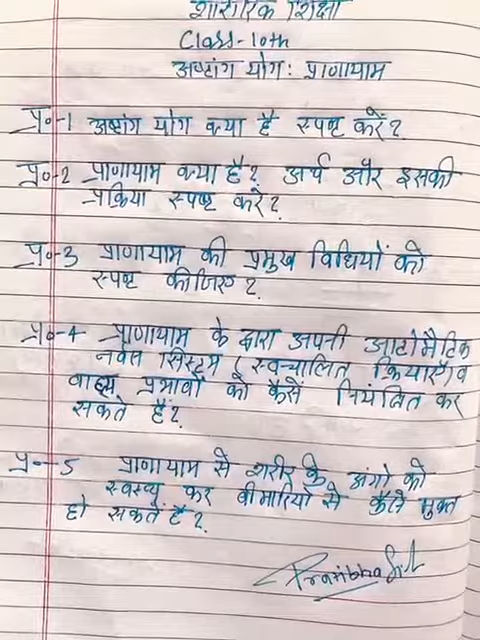 शारीरिक शिक्षा
Class-10th
अष्टांग योग: प्राणायाम
प्र०-1 अष्टांग योग क्या है स्पष्ट करें?
प्र०-2 प्राणायाम क्या है? अर्थ और इसकी
प्रक्रिया स्पष्ट करें?
प्र०-3 प्राणायाम की प्रमुख विधियों को
स्पष्ट कीजिए?
प्र०-4 प्राणायाम के द्वारा अपनी आटोमैटिक
नर्वस सिस्टम (स्वचालित क्रियाएं) व
वाह्य प्रभावों को कैसे नियंत्रित कर
सकते हैं?
प्र०-5 प्राणायाम से शरीर के अंगो को
स्वस्थ कर बीमारियों से कैसे मुक्त
हो सकते है?
Pratibha